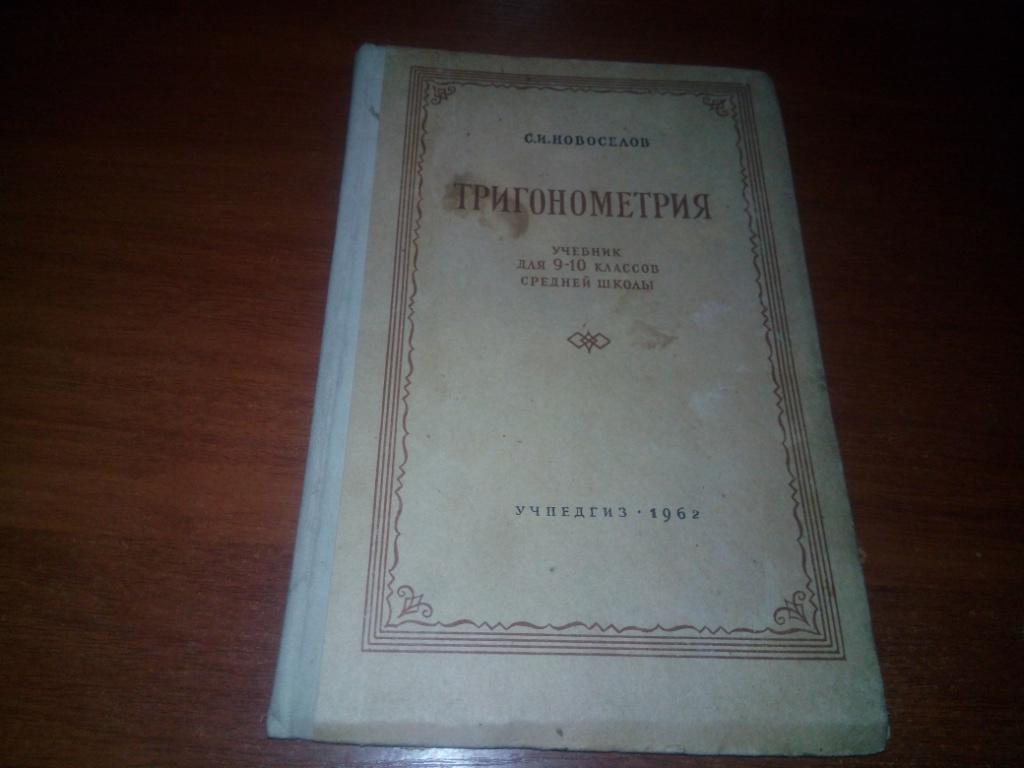 С.И.НОВОСЕЛОВ
ТРИГОНОМЕТРИЯ
УЧЕБНИК
ДЛЯ 9-10 КЛАССОВ
СРЕДНЕЙ ШКОЛЫ
УЧПЕДГИЗ · 1962